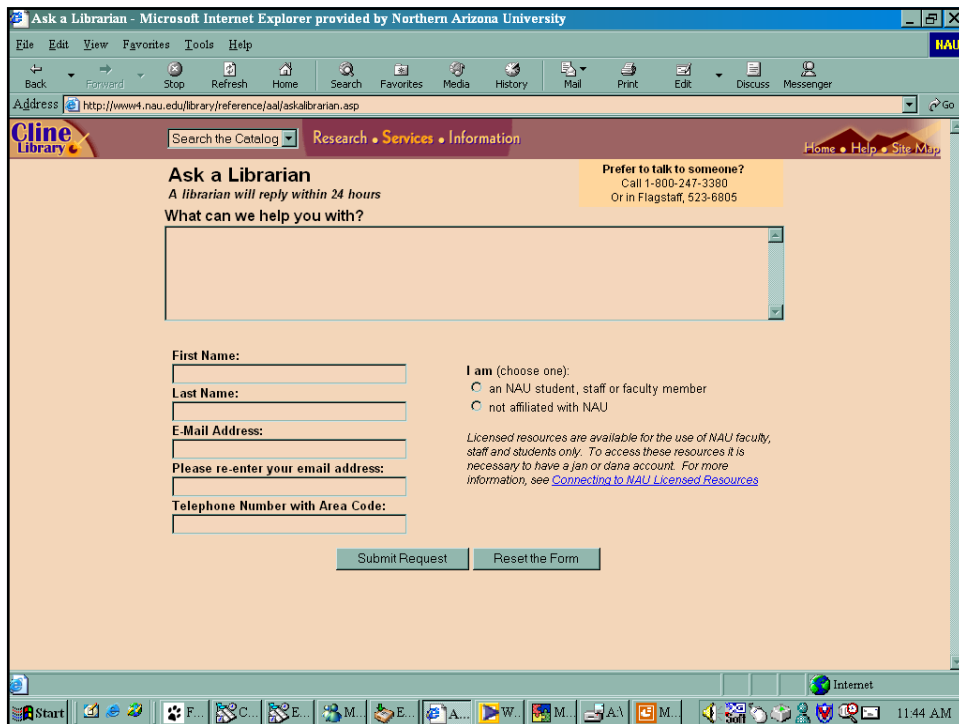 Ask a Librarian - Microsoft Internet Explorer provided by Northern Arizona University
File Edit View Favorites Tools Help
NAU
Back Forward Stop Refresh Home Search Favorites Media History Mail Print Edit Discuss Messenger
Address http://www4.nau.edu/library/reference/aal/askalibrarian.asp Go
Cline Library
Search the Catalog Research • Services • Information
Home • Help • Site Map
Ask a Librarian
A librarian will reply within 24 hours
Prefer to talk to someone?
Call 1-800-247-3380
Or in Flagstaff, 523-6805
What can we help you with?
First Name:
Last Name:
E-Mail Address:
Please re-enter your email address:
Telephone Number with Area Code:
I am (choose one):
an NAU student, staff or faculty member
not affiliated with NAU
Licensed resources are available for the use of NAU faculty,
staff and students only. To access these resources it is
necessary to have a jan or dana account. For more
information, see Connecting to NAU Licensed Resources
Submit Request Reset the Form
Internet
Start F... C... E... M... E... A... W... M... A:\ M... 11:44 AM